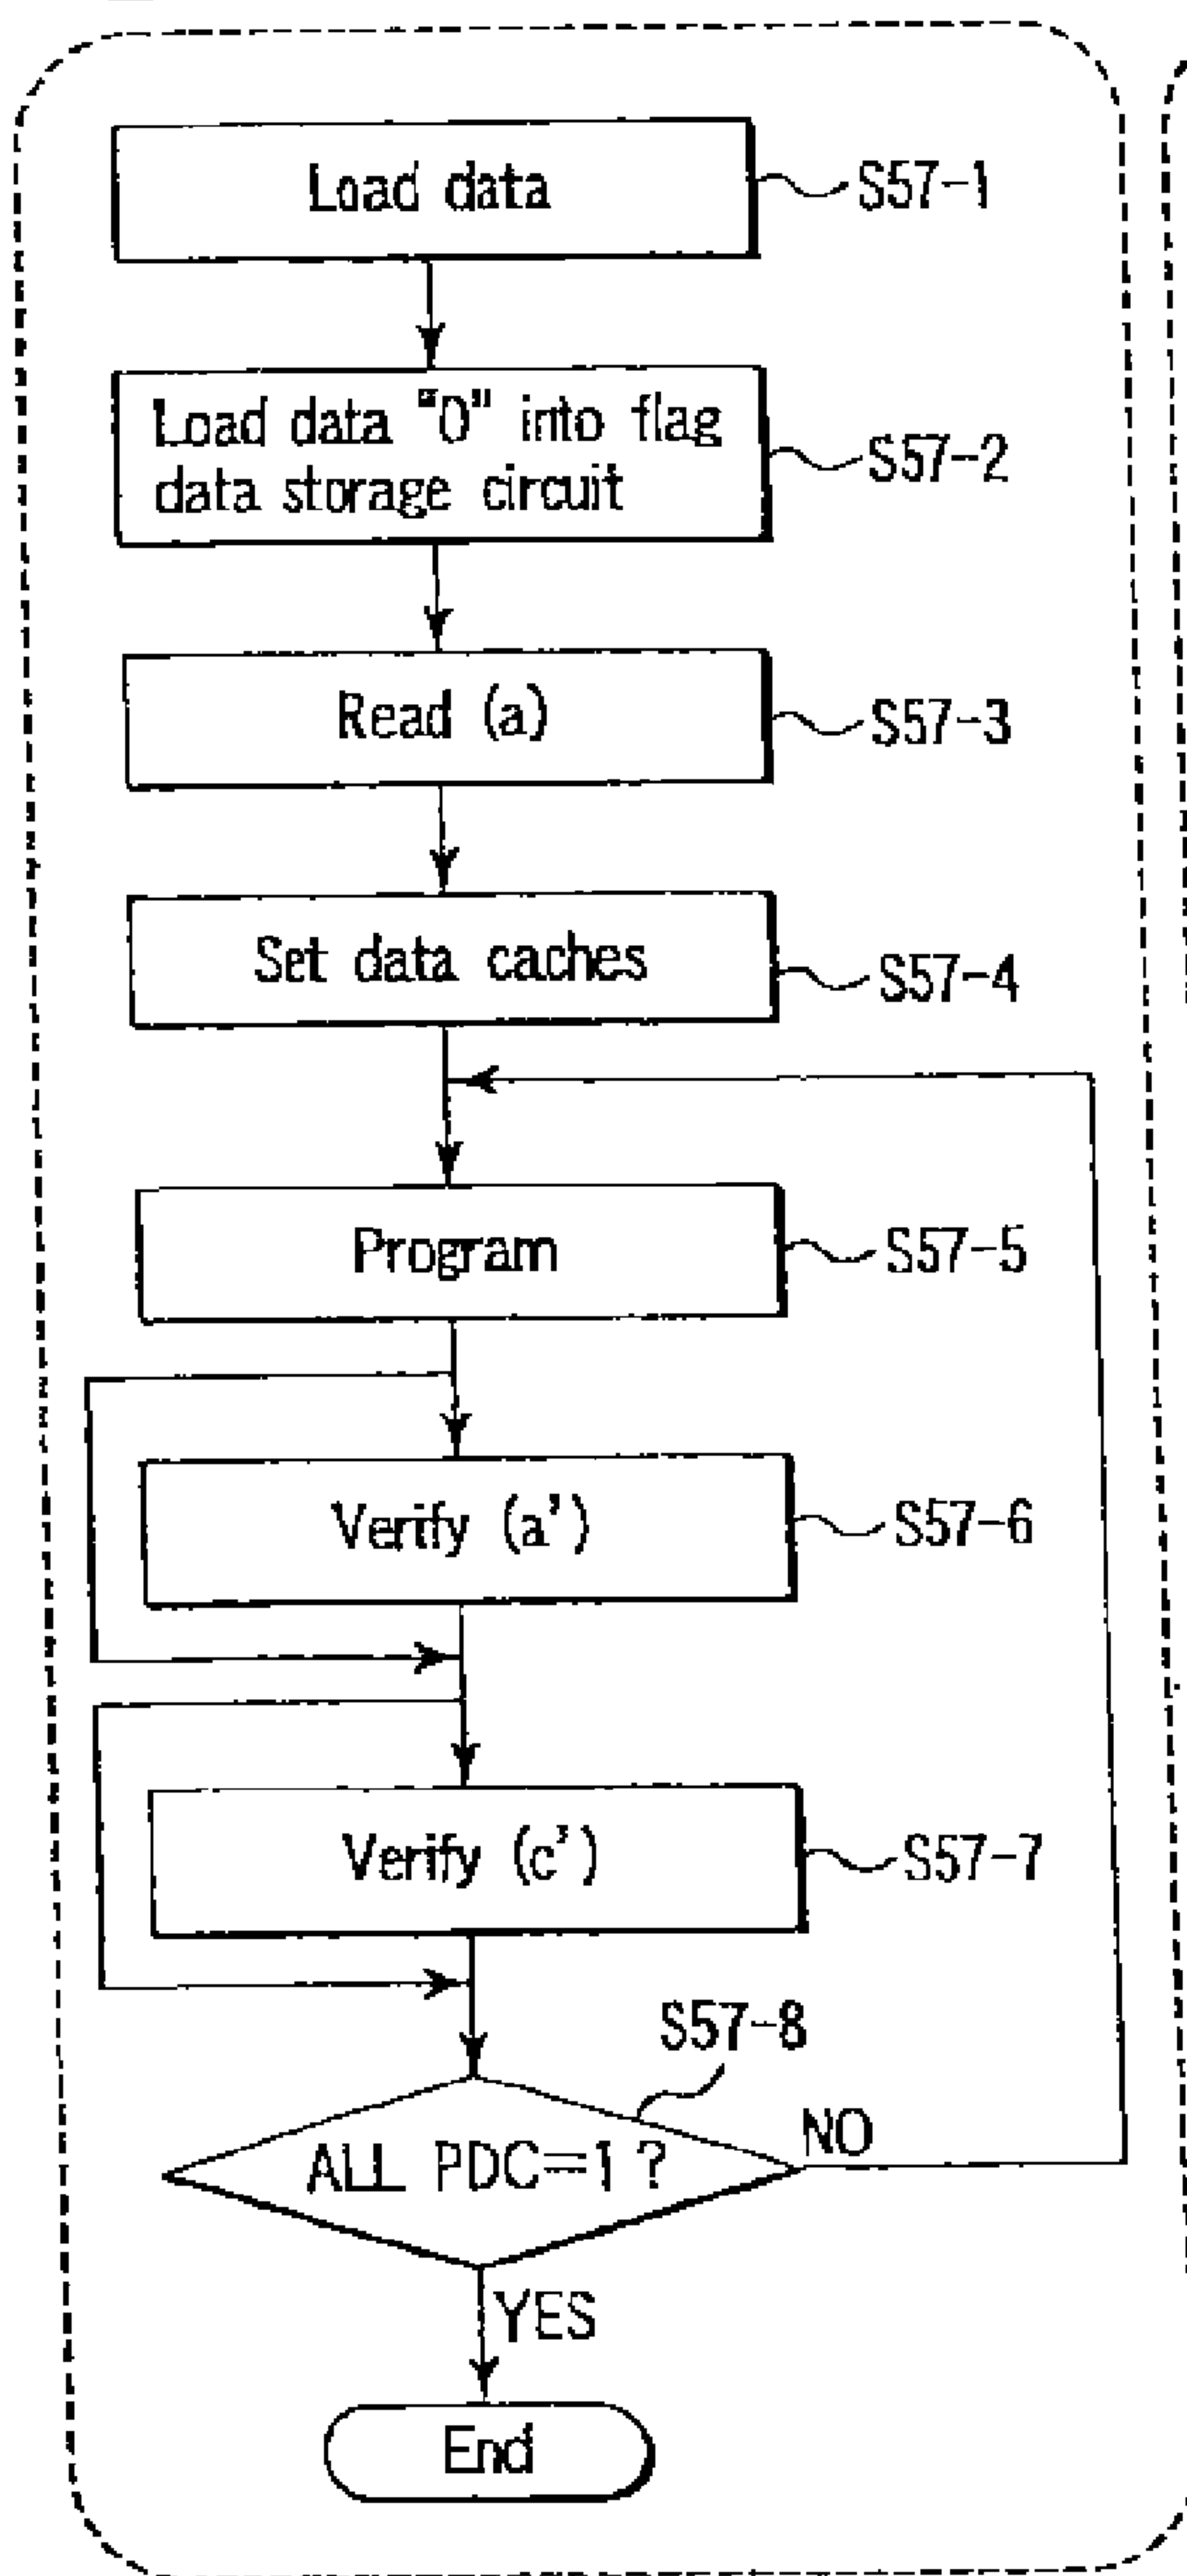 Load data
S57-1
Load data "0" into flag
data storage circuit
S57-2
Read (a)
S57-3
Set data caches
S57-4
Program
S57-5
Verify (a')
S57-6
Verify (c')
S57-7
S57-8
ALL PDC=1 ?
NO
YES
End